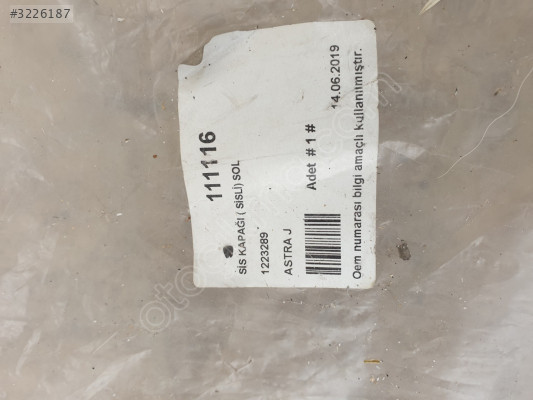 #3226187
111116
SİS KAPAĞI ( SİSLİ) SOL
1223289
ASTRA J
Adet # 1 #
14.06.2019
Oem numarası bilgi amaçlı kullanılmıştır.